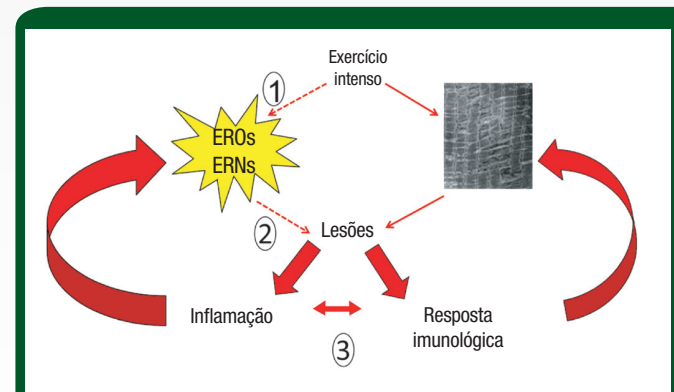 Exercício
intenso
1
EROs
ERNs
2
Lesões
Inflamação
Resposta
imunológica
3